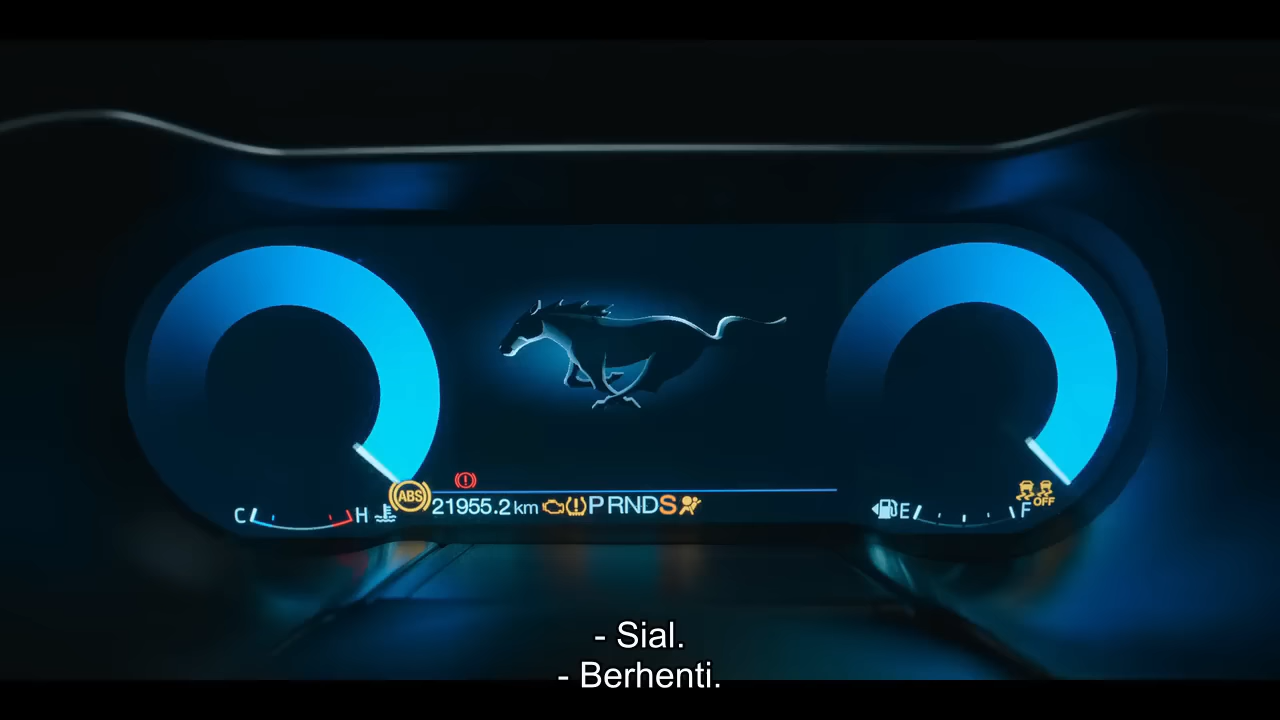 ABS
21955.2 km PRNDS
C H
E F
OFF
- Sial.
- Berhenti.